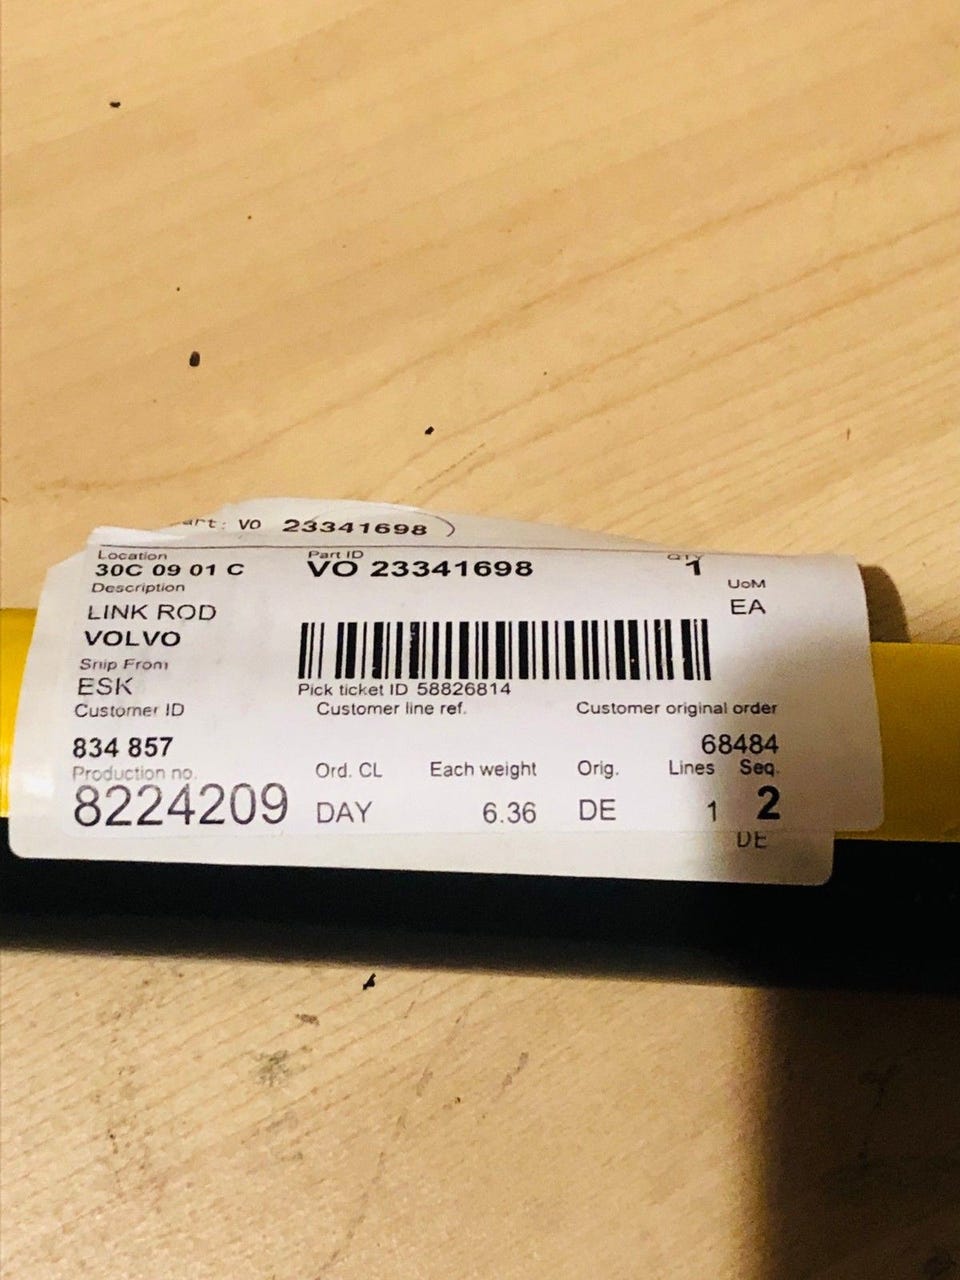 art: VO 23341698
Location Part ID QTY
30C 09 01 C VO 23341698 1
Description UoM
LINK ROD EA
VOLVO
Ship From
ESK Pick ticket ID 58826814
Customer ID Customer line ref. Customer original order
834 857 68484
Production no. Ord. CL Each weight Orig. Lines Seq.
8224209 DAY 6.36 DE 1 2
DE